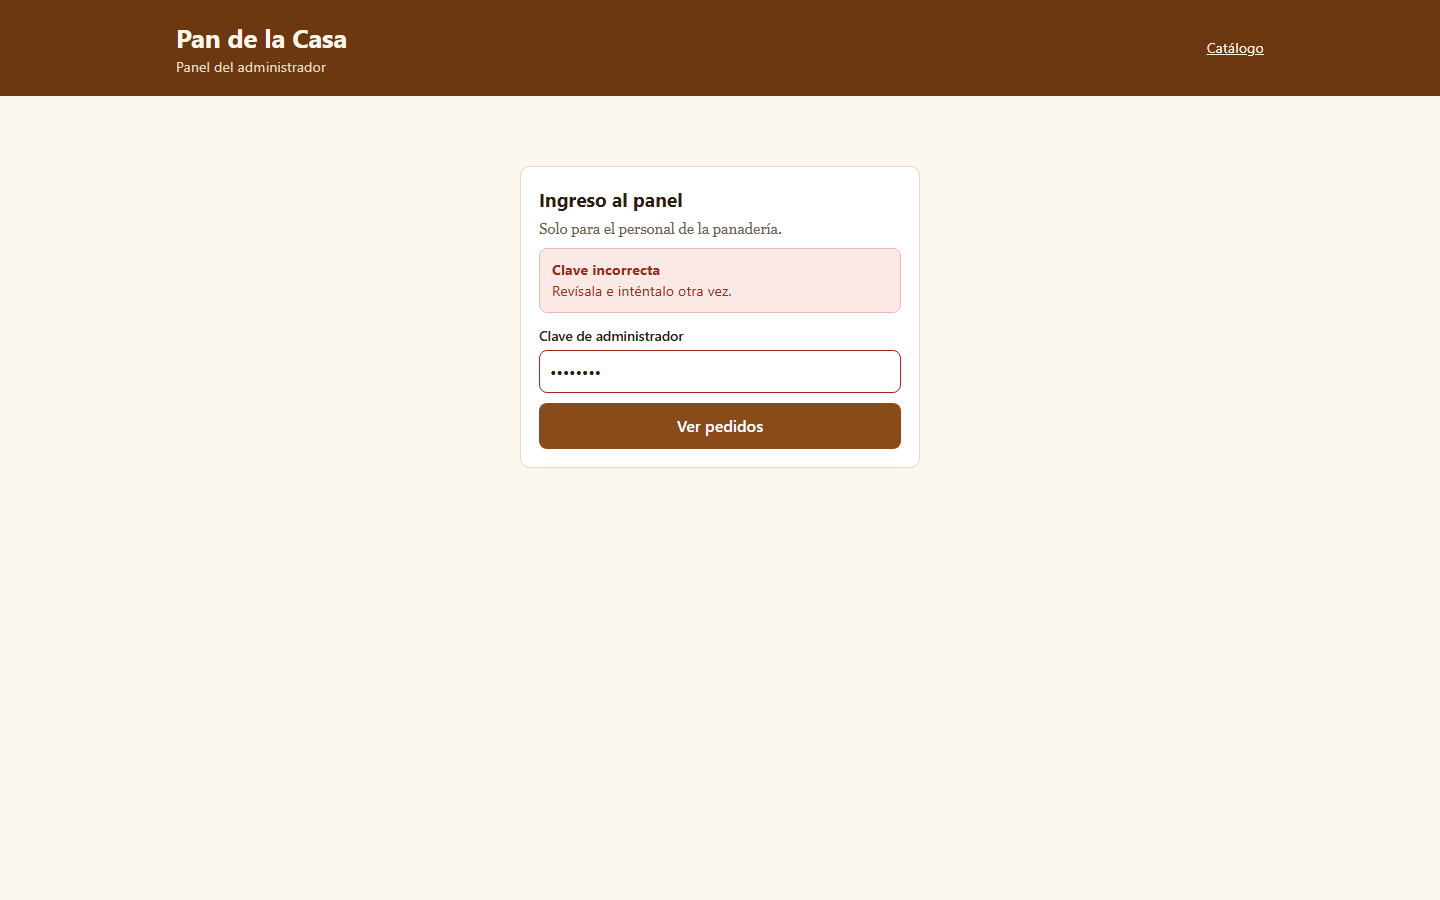 Pan de la Casa
Panel del administrador
Catálogo
Ingreso al panel
Solo para el personal de la panadería.
Clave incorrecta
Revísala e inténtalo otra vez.
Clave de administrador
••••••••
Ver pedidos